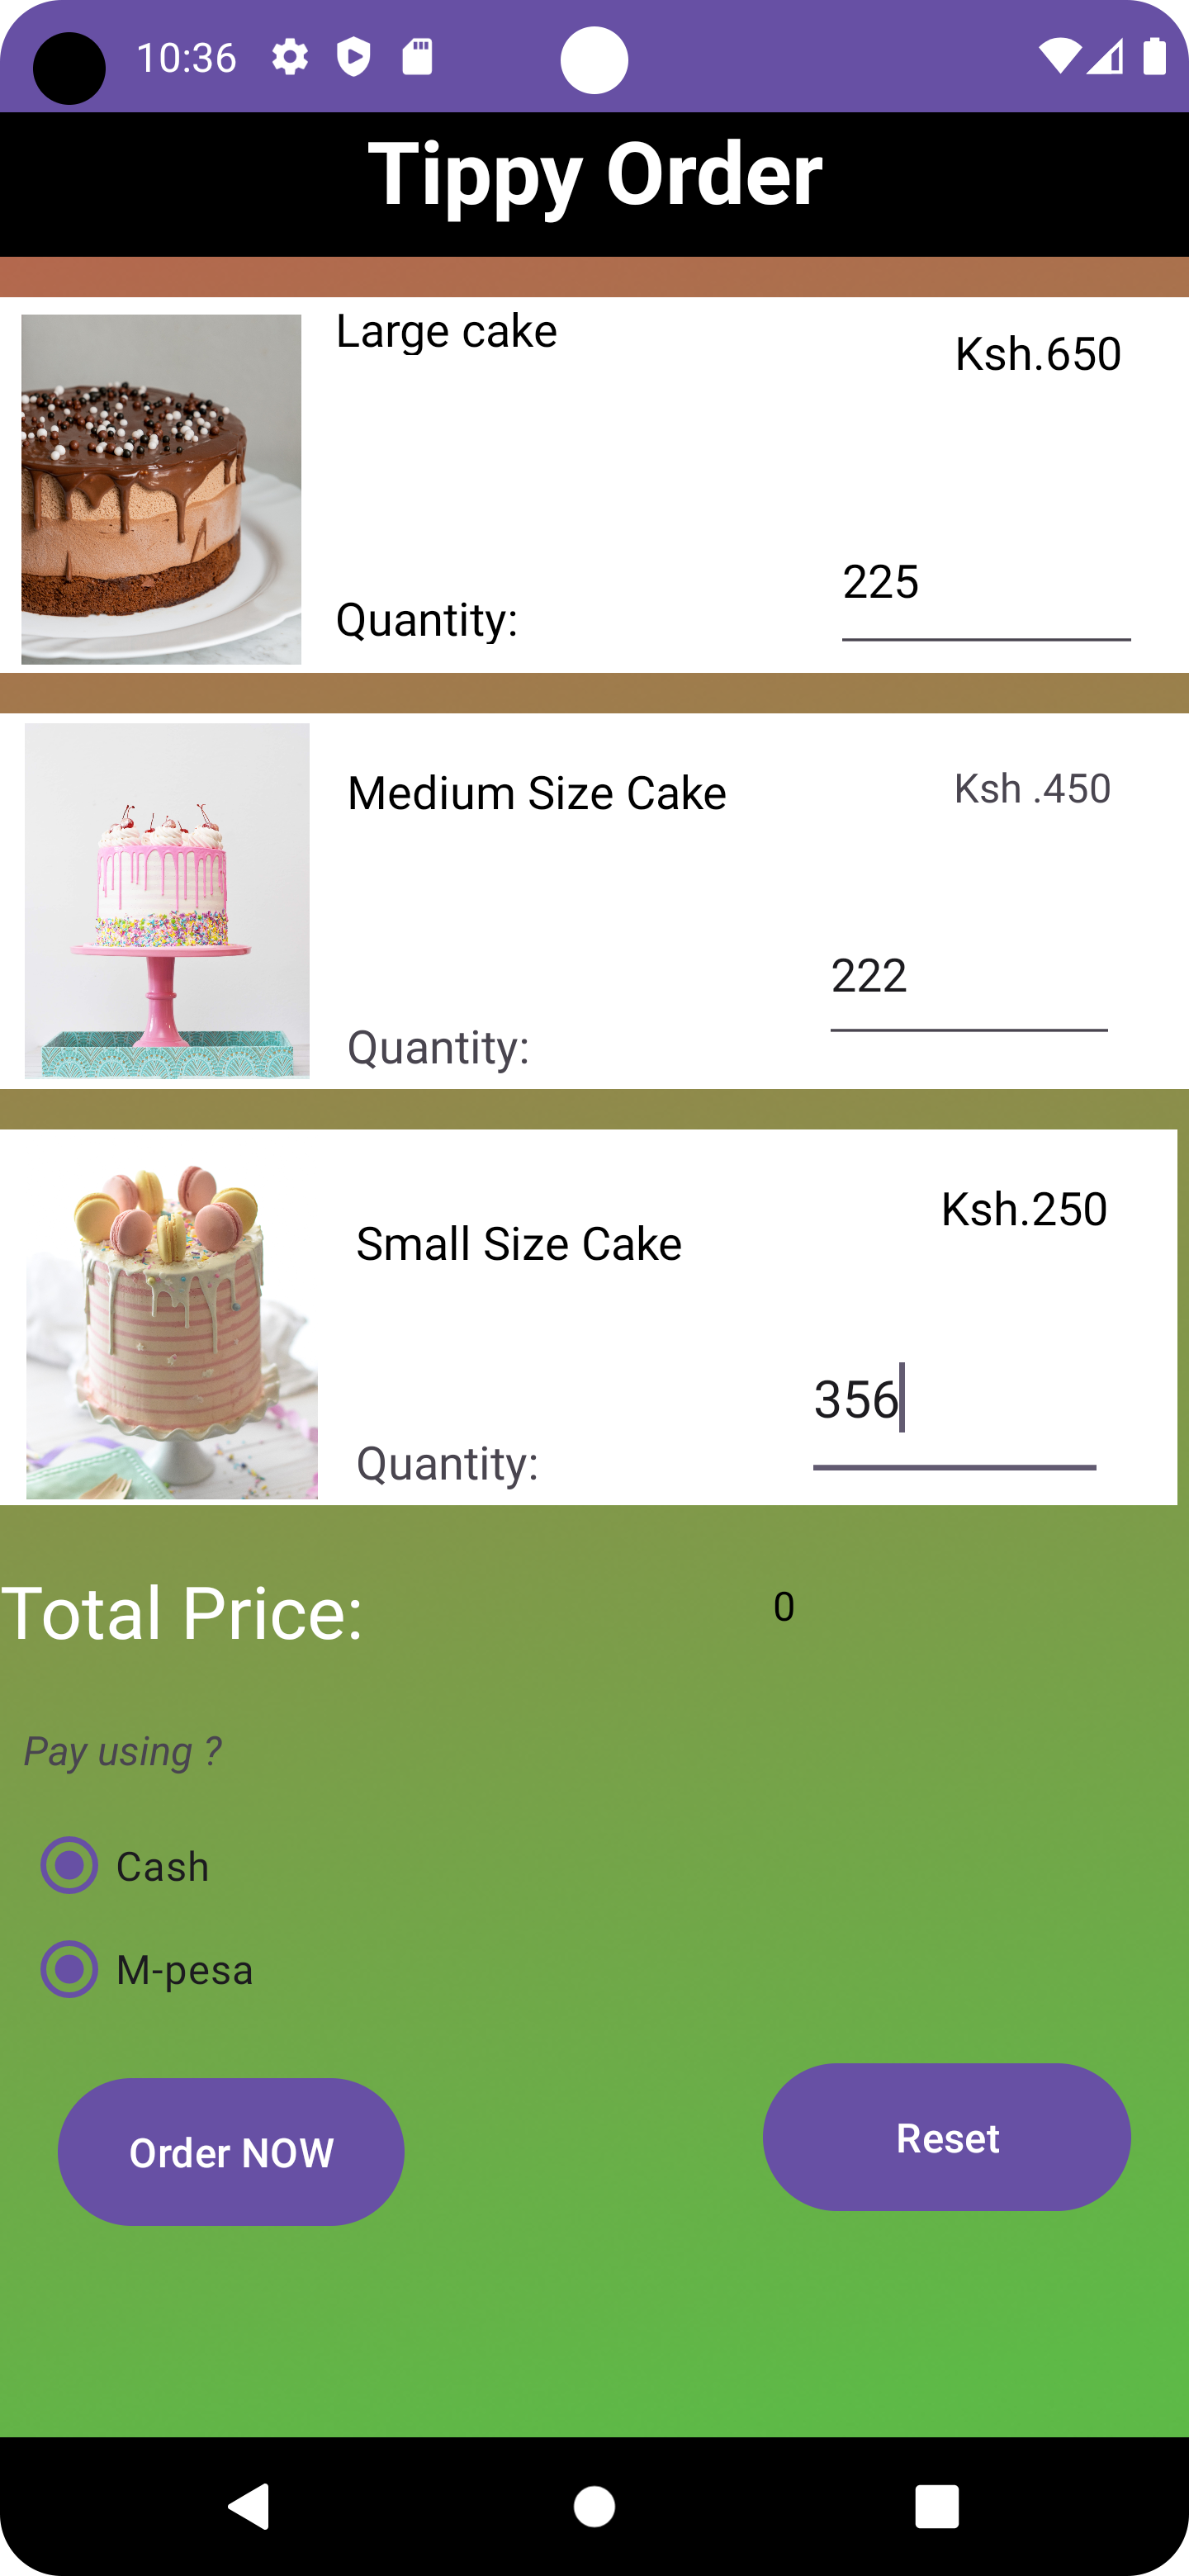 10:36
Tippy Order
Large cake
Ksh.650
225
Quantity:
Medium Size Cake
Ksh .450
222
Quantity:
Ksh.250
Small Size Cake
356
Quantity:
Total Price:
0
Pay using ?
Cash
M-pesa
Order NOW
Reset